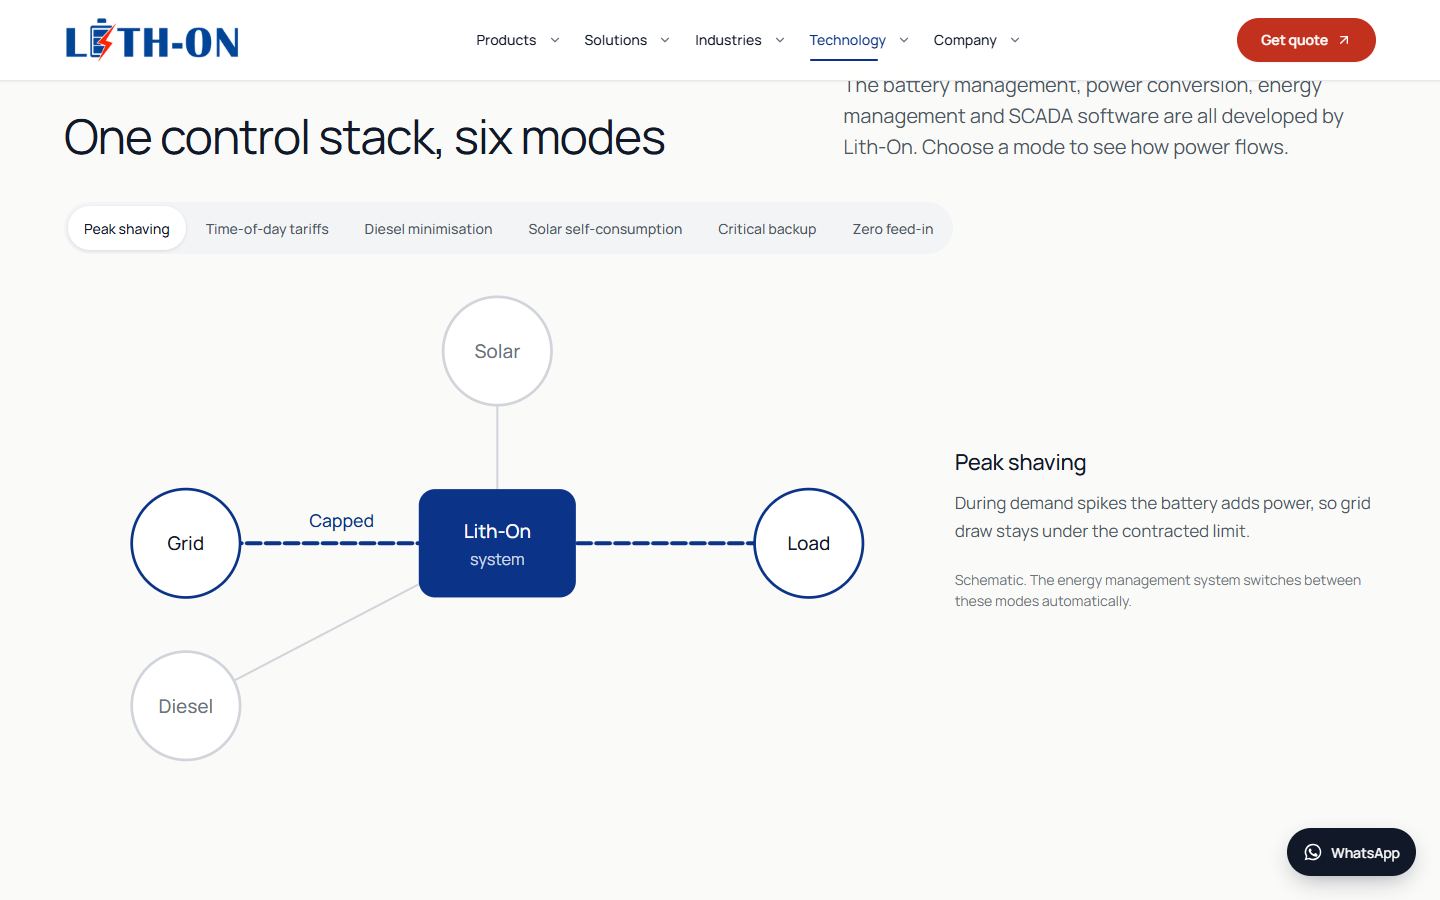 LITH-ON
Products
Solutions
Industries
Technology
Company
Get quote
One control stack, six modes
The battery management, power conversion, energy
management and SCADA software are all developed by
Lith-On. Choose a mode to see how power flows.
Peak shaving
Time-of-day tariffs
Diesel minimisation
Solar self-consumption
Critical backup
Zero feed-in
Solar
Grid
Capped
Lith-On
system
Load
Diesel
Peak shaving
During demand spikes the battery adds power, so grid
draw stays under the contracted limit.
Schematic. The energy management system switches between
these modes automatically.
WhatsApp